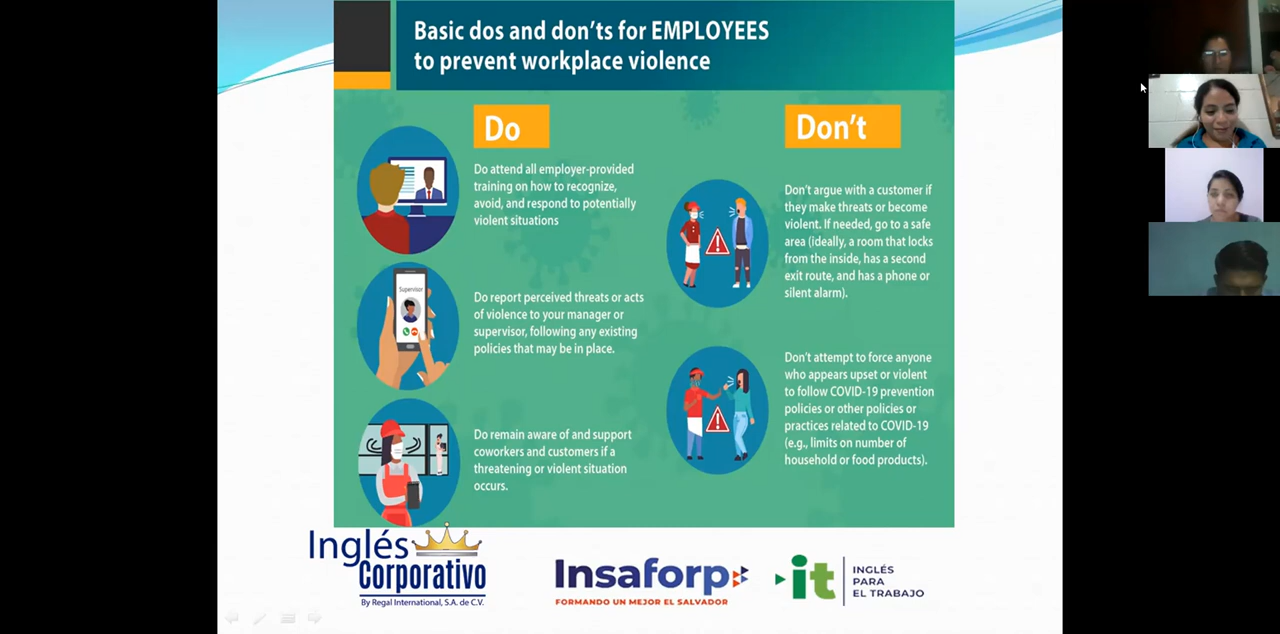 Basic dos and don'ts for EMPLOYEES
to prevent workplace violence
Do
Do attend all employer-provided
training on how to recognize,
avoid, and respond to potentially
violent situations
Supervisor
Do report perceived threats or acts
of violence to your manager or
supervisor, following any existing
policies that may be in place.
Do remain aware of and support
coworkers and customers if a
threatening or violent situation
occurs.
Don't
Don't argue with a customer if
they make threats or become
violent. If needed, go to a safe
area (ideally, a room that locks
from the inside, has a second
exit route, and has a phone or
silent alarm).
Don't attempt to force anyone
who appears upset or violent
to follow COVID-19 prevention
policies or other policies or
practices related to COVID-19
(e.g., limits on number of
household or food products).
Inglés
Corporativo
By Regal International, S.A. de C.V.
Insaforp
FORMANDO UN MEJOR EL SALVADOR
it
INGLÉS
PARA
EL TRABAJO